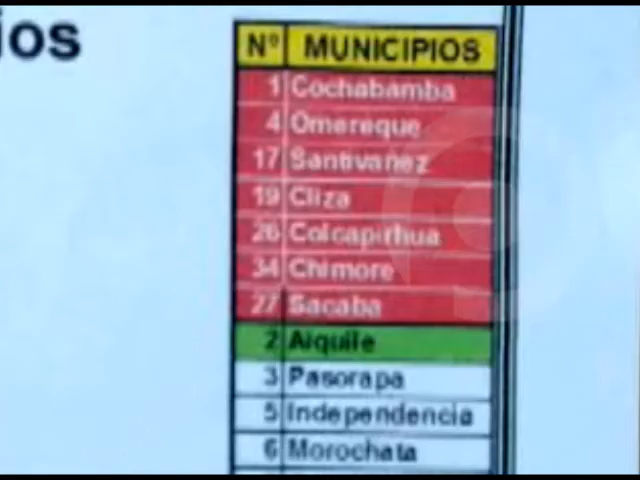 ios
Nº MUNICIPIOS
1 Cochabamba
4 Omereque
17 Santivañez
19 Cliza
26 Colcapirhua
34 Chimore
27 Sacaba
2 Aiquile
3 Pasorapa
5 Independencia
6 Morochata